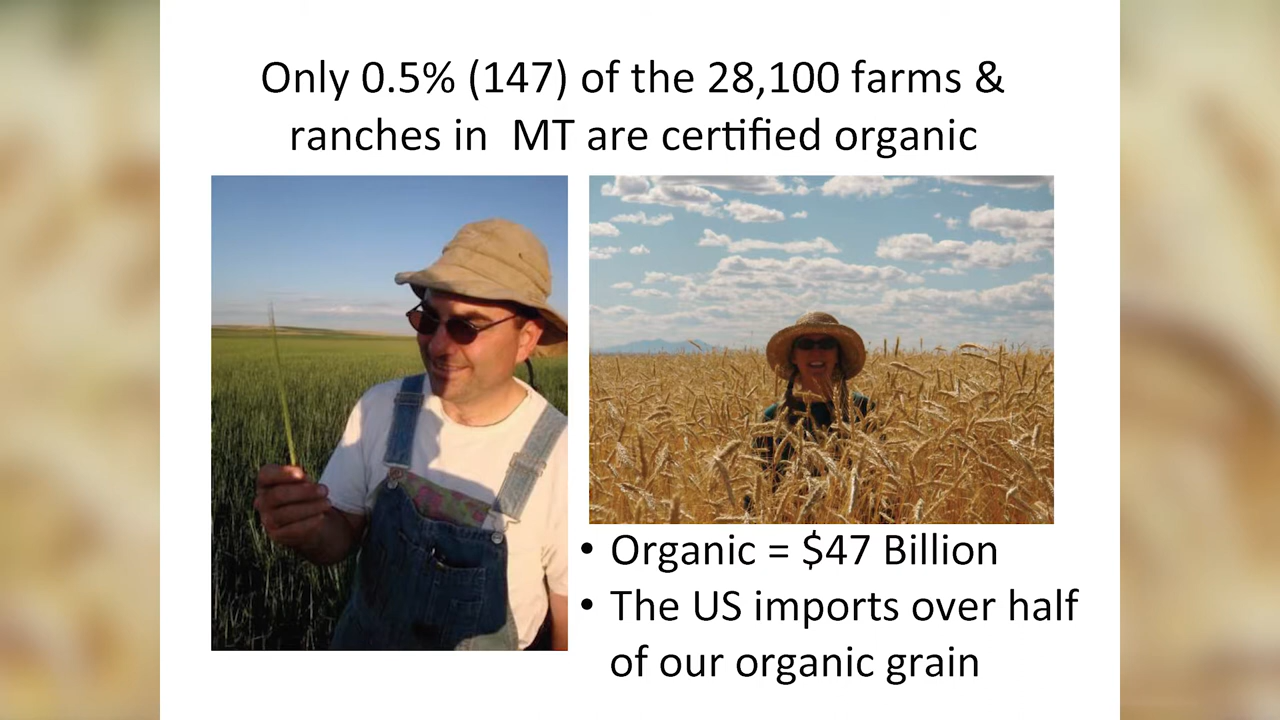 Only 0.5% (147) of the 28,100 farms &
ranches in  MT are certified organic
• Organic = $47 Billion
• The US imports over half
of our organic grain